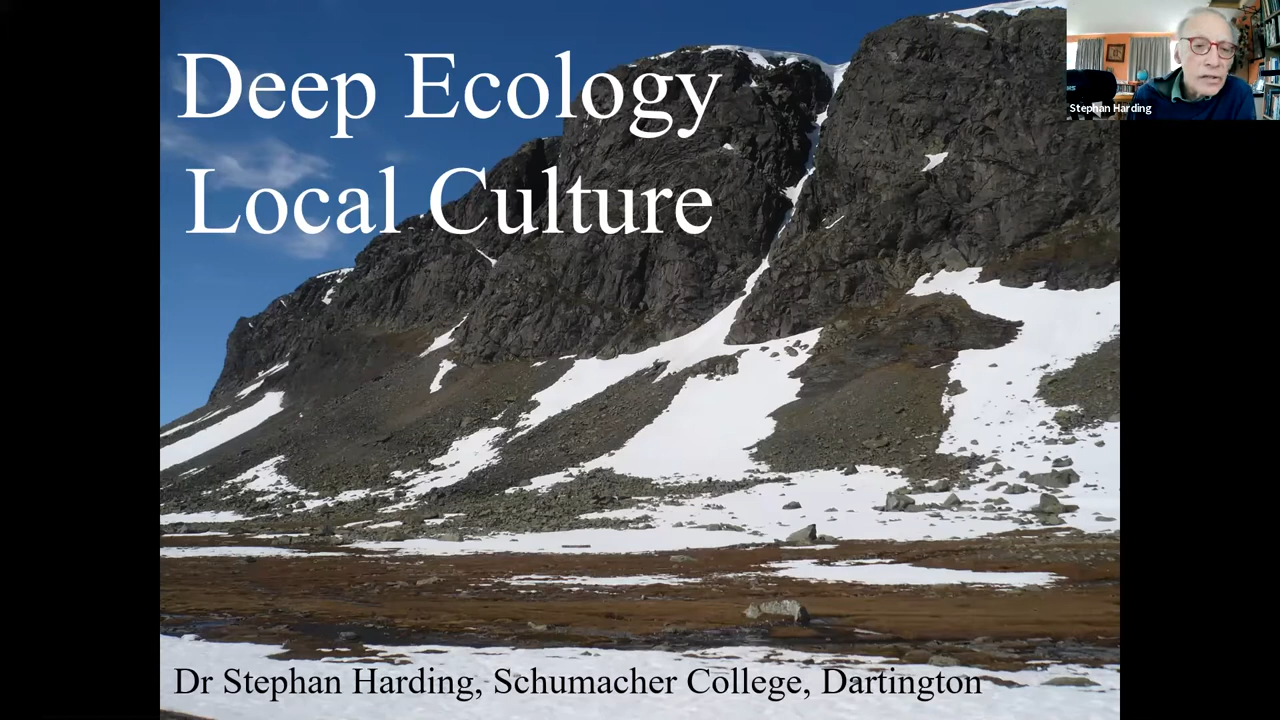 Deep Ecology
Local Culture
Stephan Harding
Dr Stephan Harding, Schumacher College, Dartington